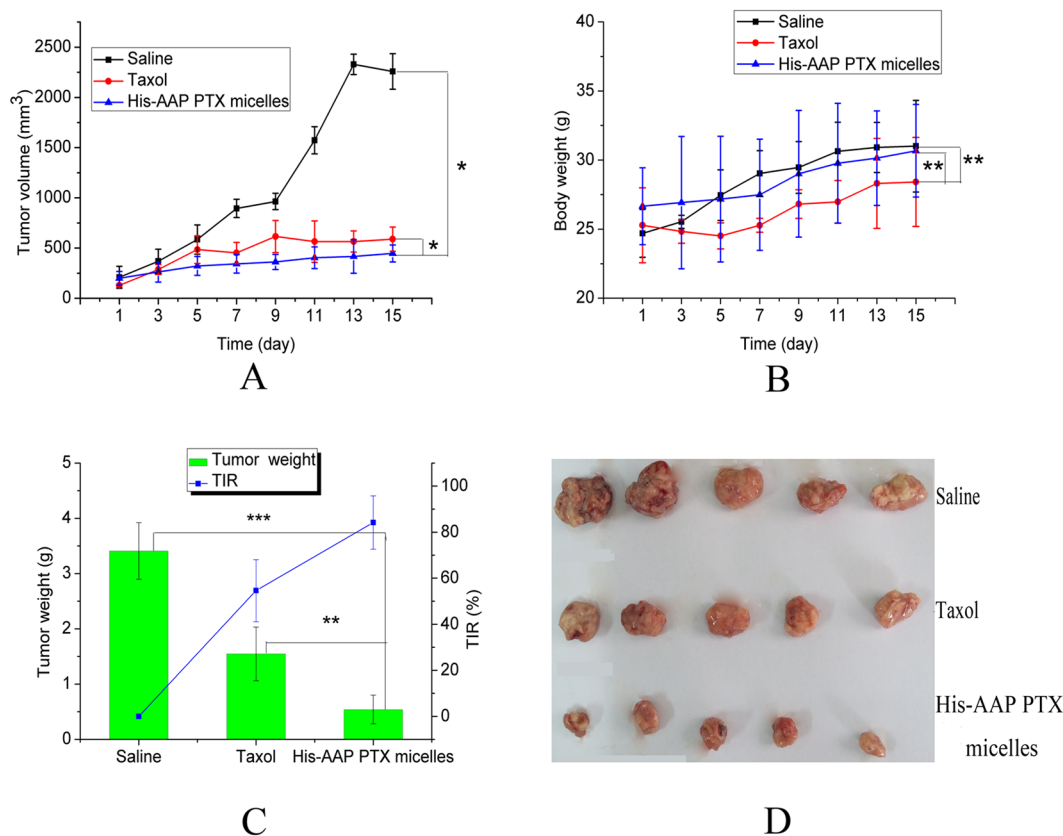 Tumor volume (mm³)
2500
2000
1500
1000
500
0
Saline
Taxol
His-AAP PTX micelles
*
*
1 3 5 7 9 11 13 15
Time (day)
A
Body weight (g)
40
35
30
25
20
Saline
Taxol
His-AAP PTX micelles
**
**
1 3 5 7 9 11 13 15
Time (day)
B
Tumor weight (g)
5
4
3
2
1
0
Tumor weight
TIR
***
**
100
80
60
40
20
0
TIR (%)
Saline Taxol His-AAP PTX micelles
C
Saline
Taxol
His-AAP PTX
micelles
D